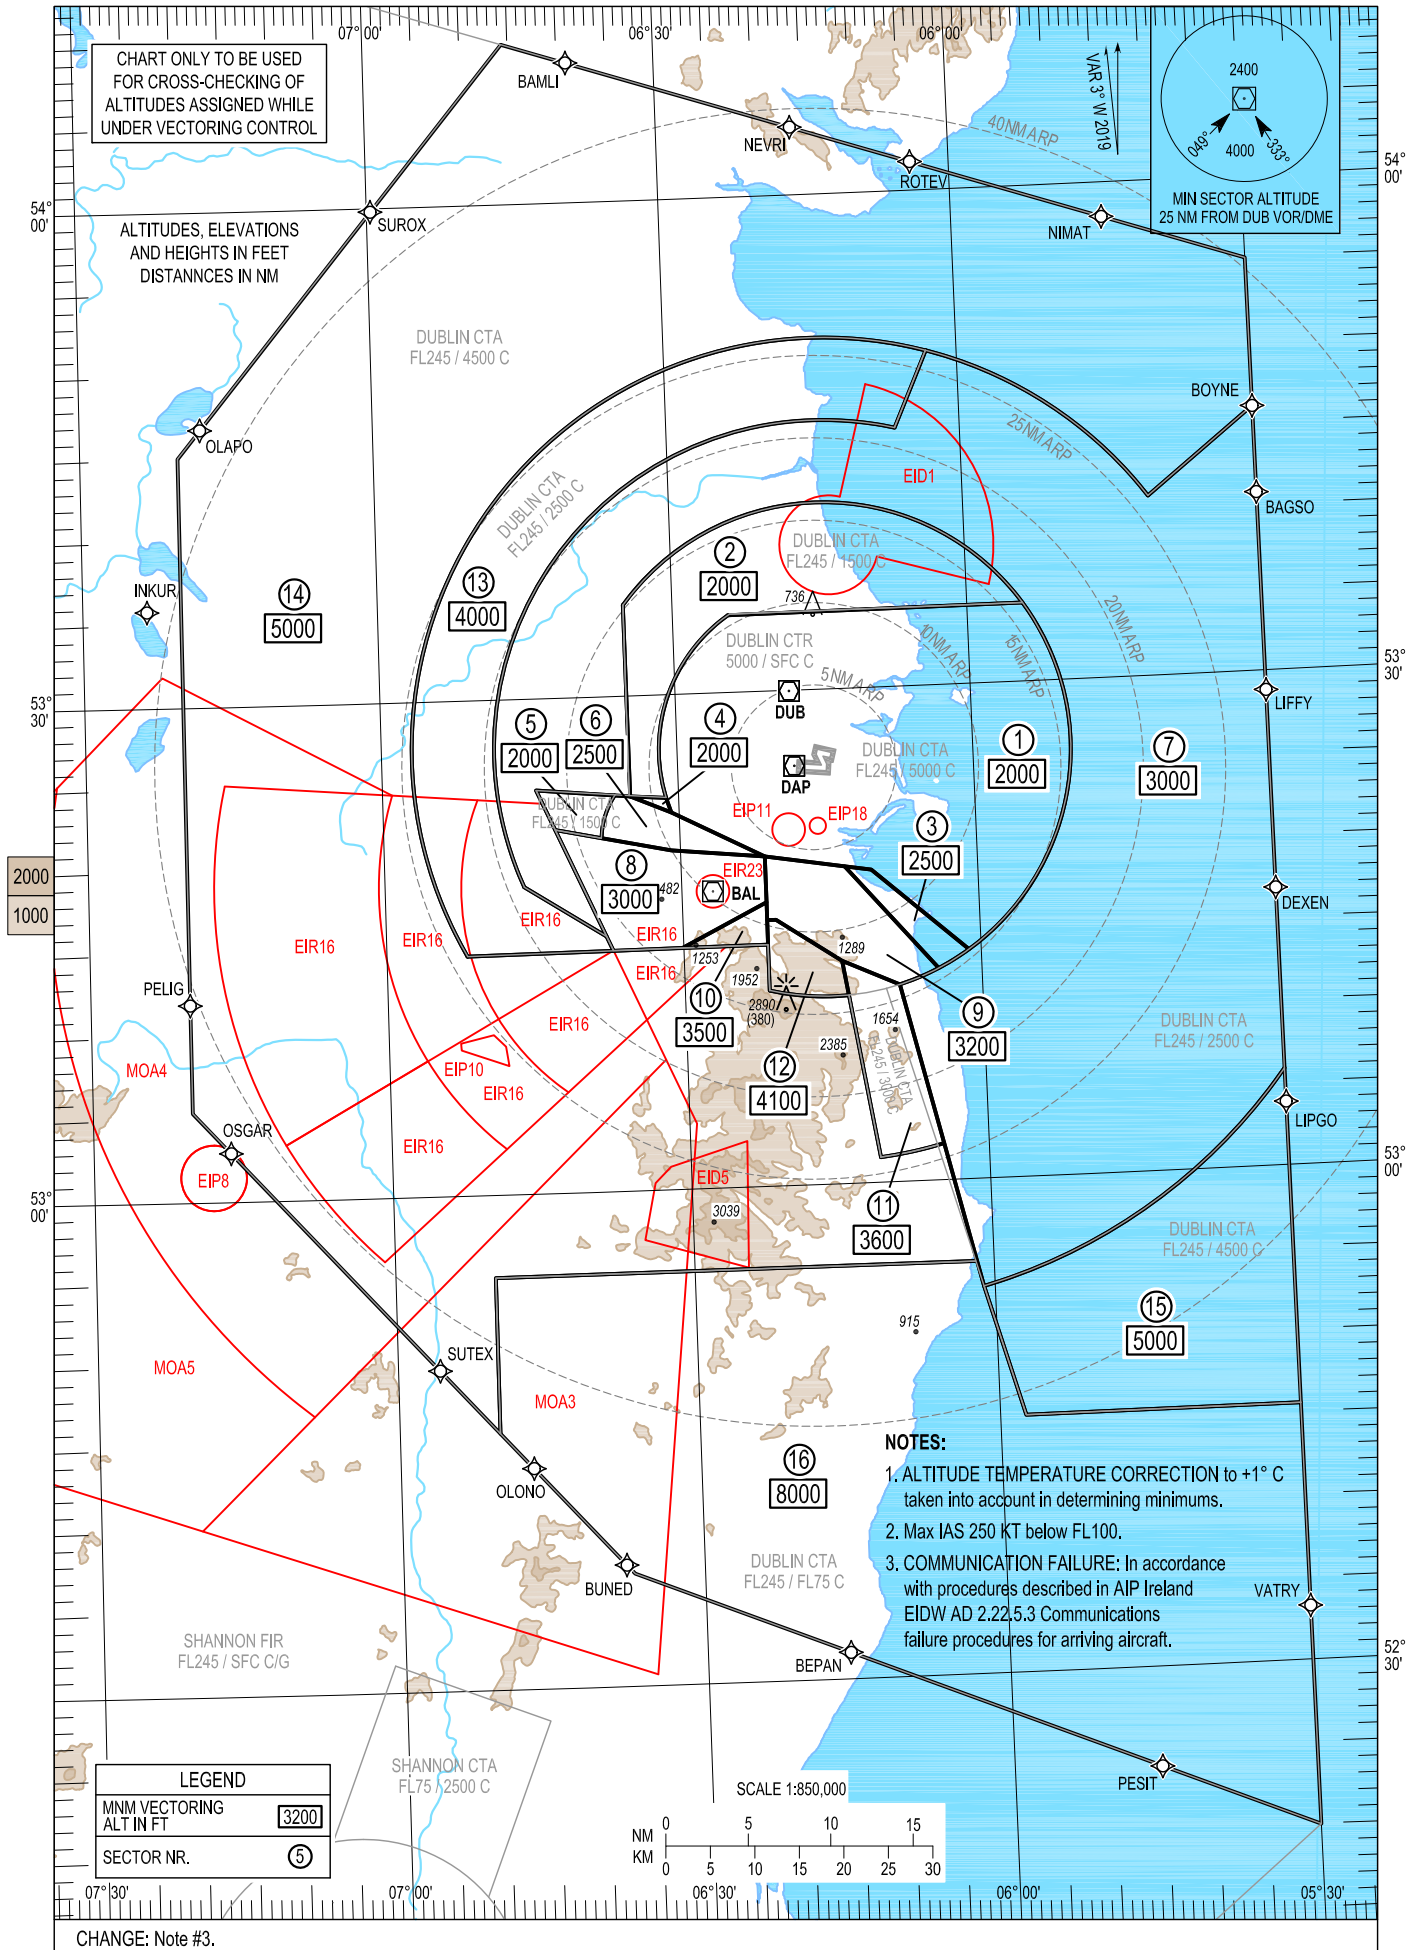 07°00'
06°30'
06°00'
CHART ONLY TO BE USED
FOR CROSS-CHECKING OF
ALTITUDES ASSIGNED WHILE
UNDER VECTORING CONTROL
BAMLI
NEVRI
ROTEV
NIMAT
40NM ARP
VAR 3° W 2019
2400
049°
333°
4000
MIN SECTOR ALTITUDE
25 NM FROM DUB VOR/DME
54°
00'
54°
00'
SUROX
ALTITUDES, ELEVATIONS
AND HEIGHTS IN FEET
DISTANNCES IN NM
DUBLIN CTA
FL245 / 4500 C
BOYNE
OLAPO
25NM ARP
BAGSO
EID1
DUBLIN CTA
FL245 / 2500 C
DUBLIN CTA
FL245 / 1500 C
2
2000
INKUR
14
5000
13
4000
736
20NM ARP
10NM ARP
15NM ARP
DUBLIN CTR
5000 / SFC C
5NM ARP
53°
30'
53°
30'
DUB
LIFFY
5
2000
6
2500
4
2000
DUBLIN CTA
FL245 / 5000 C
1
2000
7
3000
DAP
DUBLIN CTA
FL245 / 1500 C
EIP11
EIP18
3
2500
2000
1000
8
3000
482
EIR23
BAL
DEXEN
EIR16
EIR16
EIR16
EIR16
EIR16
1253
1952
1289
PELIG
10
3500
2890
(380)
1654
9
3200
DUBLIN CTA
FL245 / 2500 C
EIR16
2385
DUBLIN CTA
FL245 / 3000 C
MOA4
EIP10
EIR16
12
4100
LIPGO
OSGAR
EIR16
EIP8
EID5
53°
00'
53°
00'
3039
11
3600
DUBLIN CTA
FL245 / 4500 C
15
5000
915
SUTEX
MOA5
MOA3
16
8000
OLONO
NOTES:
1. ALTITUDE TEMPERATURE CORRECTION to +1° C
taken into account in determining minimums.
2. Max IAS 250 KT below FL100.
3. COMMUNICATION FAILURE: In accordance
with procedures described in AIP Ireland
EIDW AD 2.22.5.3 Communications
failure procedures for arriving aircraft.
BUNED
DUBLIN CTA
FL245 / FL75 C
VATRY
SHANNON FIR
FL245 / SFC C/G
BEPAN
52°
30'
SHANNON CTA
FL75 / 2500 C
PESIT
LEGEND
MNM VECTORING
ALT IN FT
3200
SECTOR NR.
5
SCALE 1:850,000
NM
0 5 10 15
KM
0 5 10 15 20 25 30
07°30'
07°00'
06°30'
06°00'
05°30'
CHANGE: Note #3.